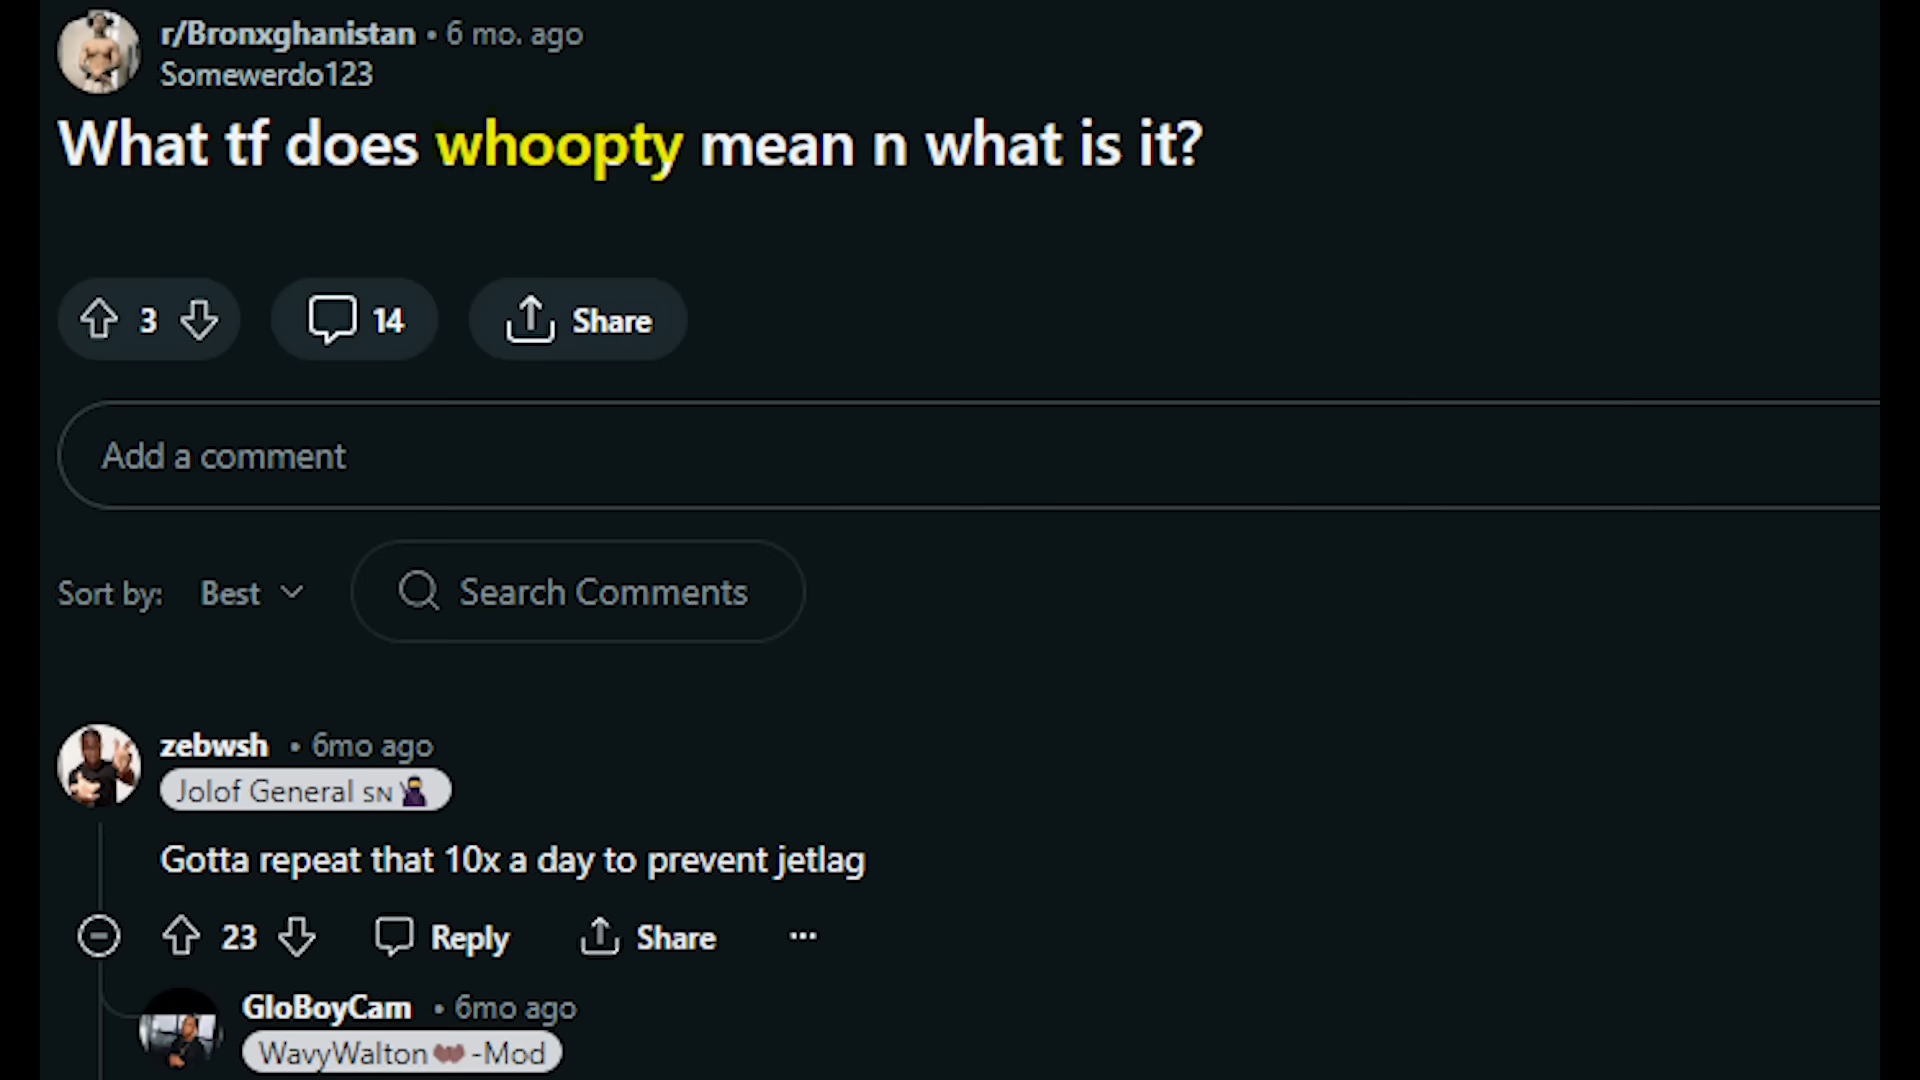 r/Bronxghanistan • 6 mo. ago
Somewerdo123
What tf does whoopty mean n what is it?
3 14 Share
Add a comment
Sort by: Best Search Comments
zebwsh • 6mo ago
Jolof General SN
Gotta repeat that 10x a day to prevent jetlag
23 Reply Share ...
GloBoyCam • 6mo ago
WavyWalton -Mod